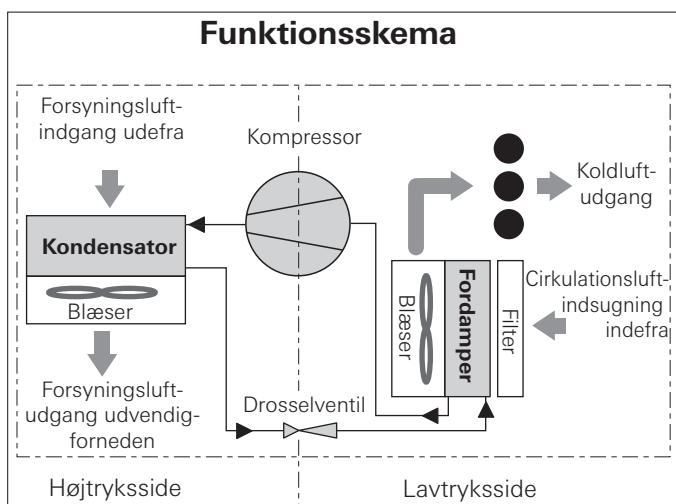 Funktionsskema
Forsyningsluft-
indgang udefra
Kompressor
Koldluft-
udgang
Kondensator
Blæser
Blæser
Fordamper
Filter
Cirkulationsluft-
indsugning
indefra
Forsyningsluft-
udgang udvendig-
forneden
Drosselventil
Højtryksside
Lavtryksside